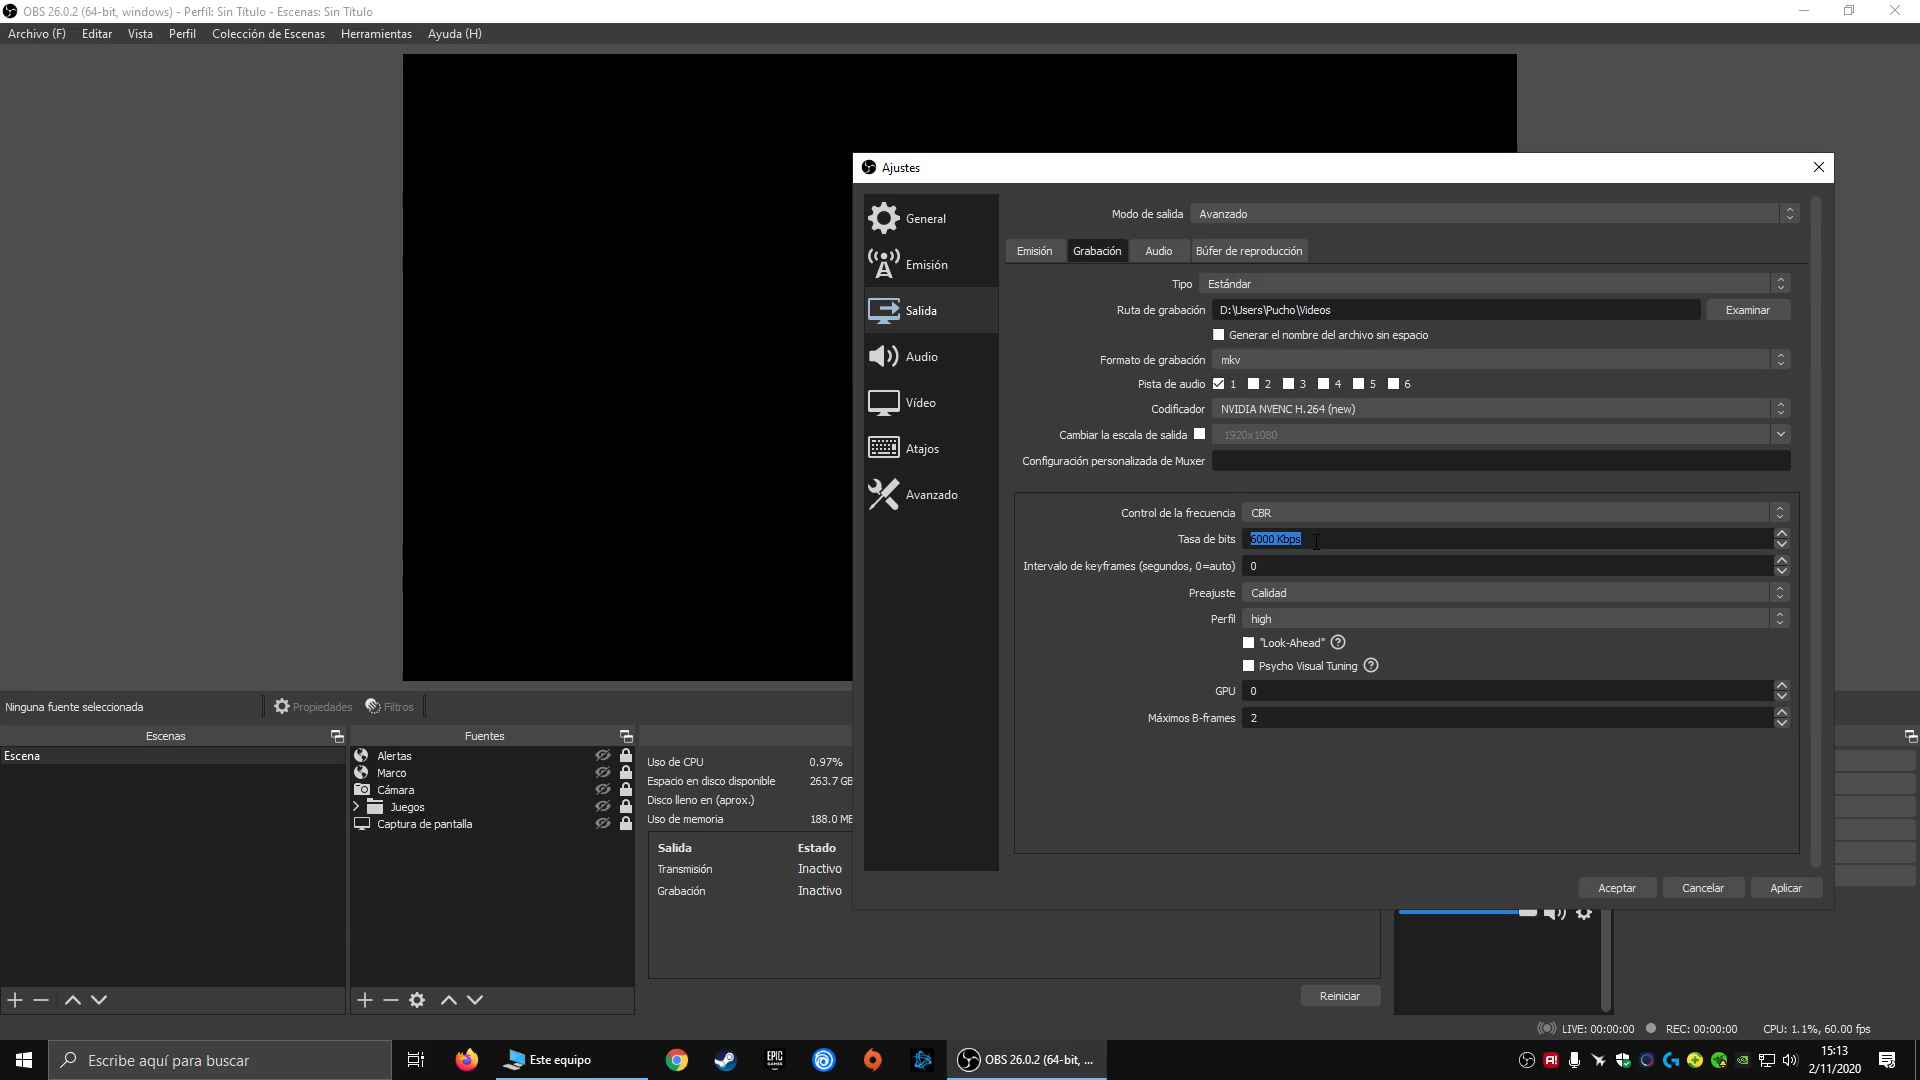 OBS 26.0.2 (64-bit, windows) - Perfil: Sin Título - Escenas: Sin Título
Archivo (F) Editar Vista Perfil Colección de Escenas Herramientas Ayuda (H)
Ajustes
General
Emisión
Salida
Audio
Vídeo
Atajos
Avanzado
Modo de salida Avanzado
Emisión Grabación Audio Búfer de reproducción
Tipo Estándar
Ruta de grabación D:\Users\Pucho\Videos Examinar
Generar el nombre del archivo sin espacio
Formato de grabación mkv
Pista de audio 1 2 3 4 5 6
Codificador NVIDIA NVENC H.264 (new)
Cambiar la escala de salida 1920x1080
Configuración personalizada de Muxer
Control de la frecuencia CBR
Tasa de bits 6000 Kbps
Intervalo de keyframes (segundos, 0=auto) 0
Preajuste Calidad
Perfil high
"Look-Ahead" ?
Psycho Visual Tuning ?
GPU 0
Máximos B-frames 2
Aceptar Cancelar Aplicar
Ninguna fuente seleccionada Propiedades Filtros
Escenas
Escena
Fuentes
Alertas
Marco
Cámara
Juegos
Captura de pantalla
Uso de CPU 0.97%
Espacio en disco disponible 263.7 GB
Disco lleno en (aprox.)
Uso de memoria 188.0 MB
Salida Estado
Transmisión Inactivo
Grabación Inactivo
Reiniciar
LIVE: 00:00:00 REC: 00:00:00 CPU: 1.1%, 60.00 fps
Escribe aquí para buscar
Este equipo
EPIC GAMES
OBS 26.0.2 (64-bit, ...
15:13
2/11/2020